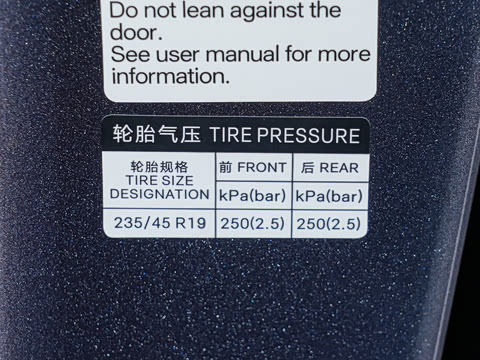 Do not lean against the
door.
See user manual for more
information.
轮胎气压 TIRE PRESSURE
轮胎规格 前 FRONT 后 REAR
TIRE SIZE
DESIGNATION kPa(bar) kPa(bar)
235/45 R19 250(2.5) 250(2.5)